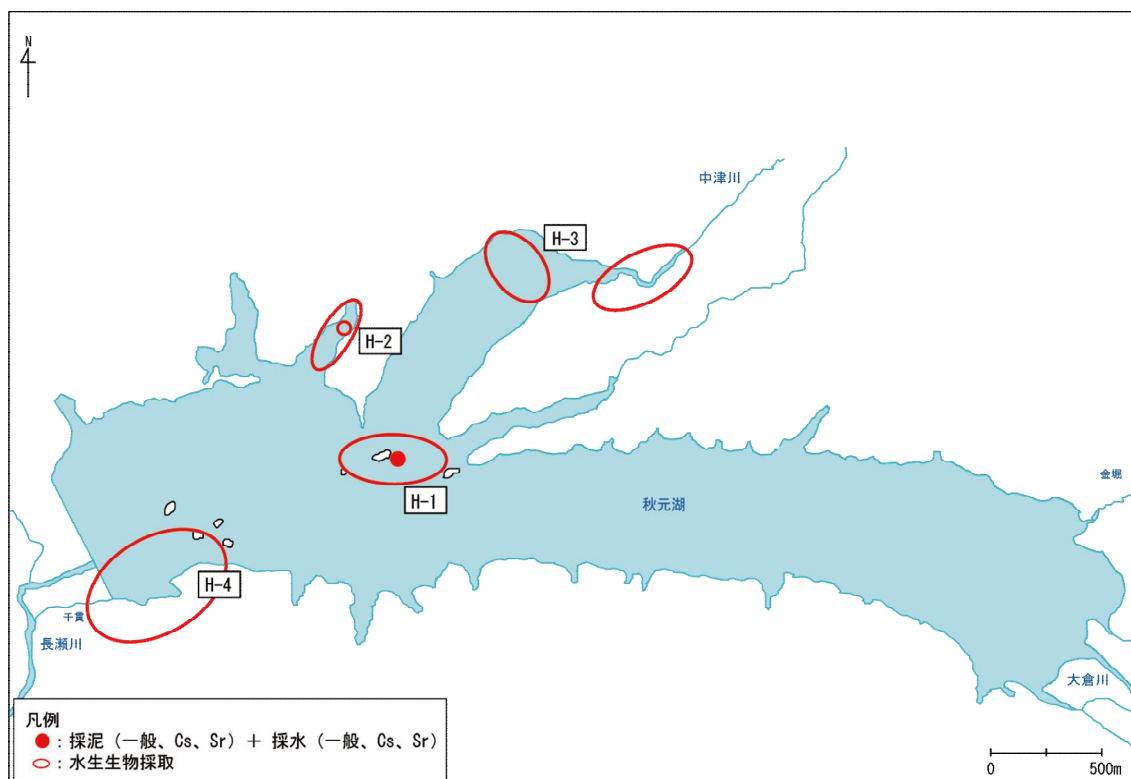 N
中津川
H-3
H-2
H-1
秋元湖
金堀
H-4
千貫
長瀬川
大倉川
凡例
● : 採泥 (一般、Cs、Sr) + 採水 (一般、Cs、Sr)
○ : 水生生物採取
0 500m